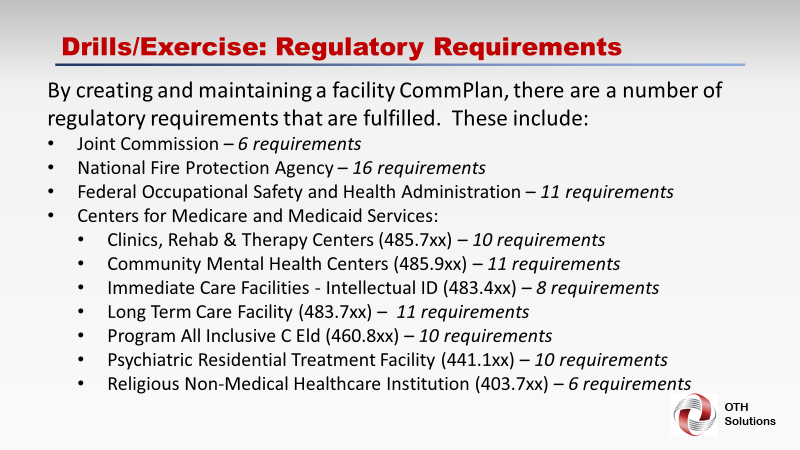 Drills/Exercise: Regulatory Requirements
By creating and maintaining a facility CommPlan, there are a number of
regulatory requirements that are fulfilled.  These include:
• Joint Commission – 6 requirements
• National Fire Protection Agency – 16 requirements
• Federal Occupational Safety and Health Administration – 11 requirements
• Centers for Medicare and Medicaid Services:
• Clinics, Rehab & Therapy Centers (485.7xx) – 10 requirements
• Community Mental Health Centers (485.9xx) – 11 requirements
• Immediate Care Facilities - Intellectual ID (483.4xx) – 8 requirements
• Long Term Care Facility (483.7xx) –  11 requirements
• Program All Inclusive C Eld (460.8xx) – 10 requirements
• Psychiatric Residential Treatment Facility (441.1xx) – 10 requirements
• Religious Non-Medical Healthcare Institution (403.7xx) – 6 requirements
OTH
Solutions